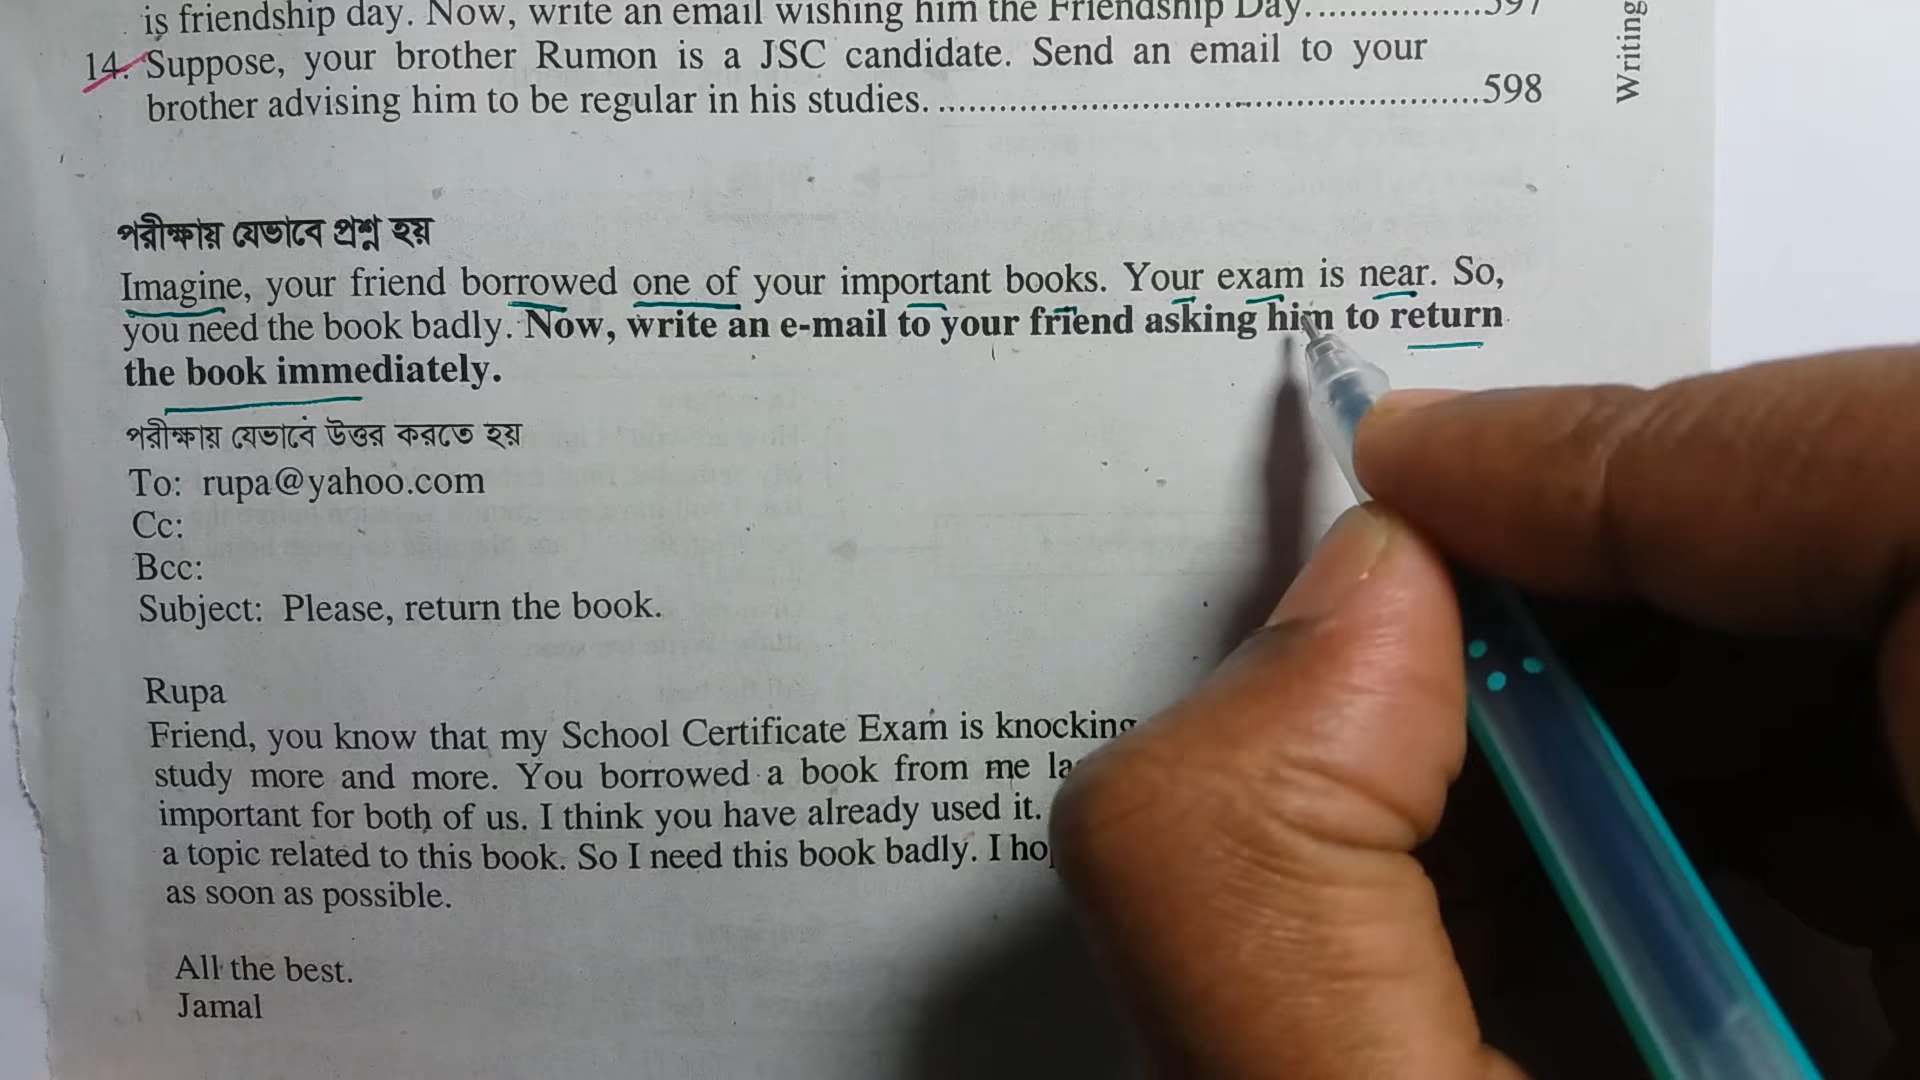 is friendship day. Now, write an email wishing him the Friendship Day.................597
14. Suppose, your brother Rumon is a JSC candidate. Send an email to your
brother advising him to be regular in his studies. ......................................................598
Writing
পরীক্ষায় যেভাবে প্রশ্ন হয়
Imagine, your friend borrowed one of your important books. Your exam is near. So,
you need the book badly. Now, write an e-mail to your friend asking him to return
the book immediately.
পরীক্ষায় যেভাবে উত্তর করতে হয়
To: rupa@yahoo.com
Cc:
Bcc:
Subject: Please, return the book.
Rupa
Friend, you know that my School Certificate Exam is knocking
study more and more. You borrowed a book from me
important for both of us. I think you have already used it.
a topic related to this book. So I need this book badly. I
as soon as possible.
All the best.
Jamal